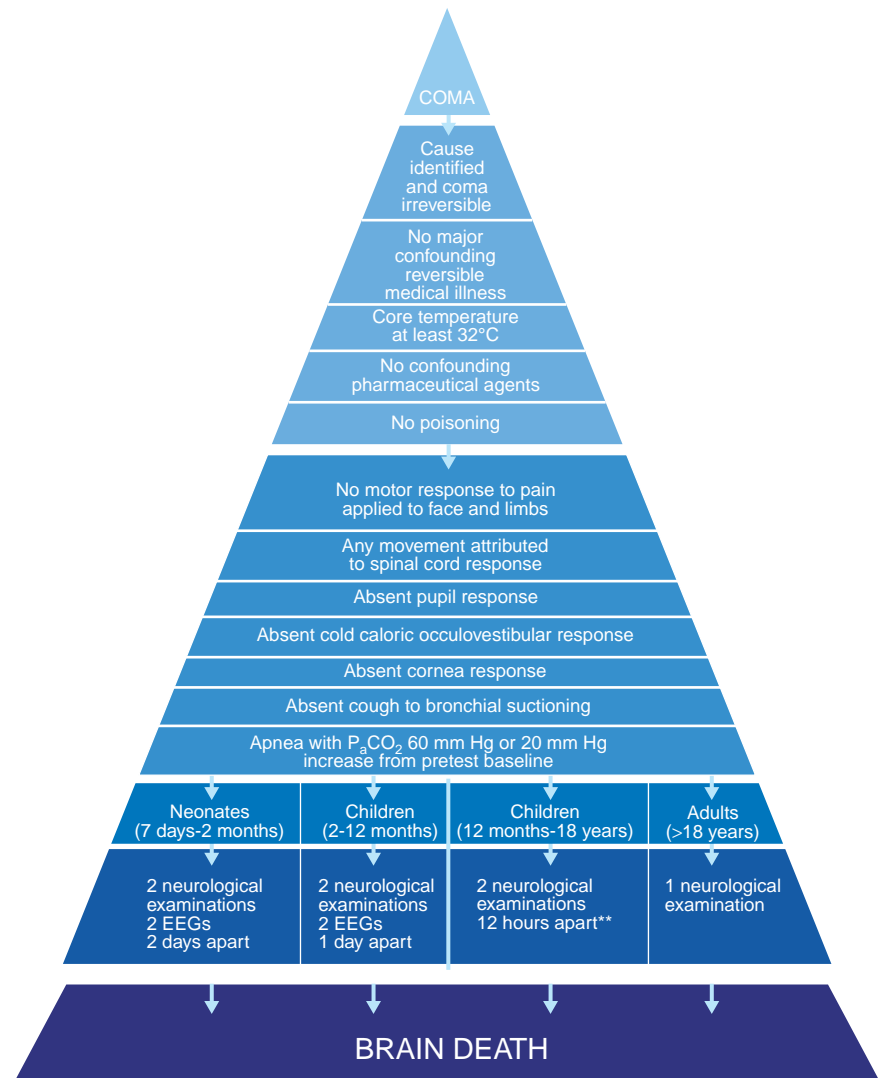 COMA
Cause
identified
and coma
irreversible
No major
confounding
reversible
medical illness
Core temperature
at least 32°C
No confounding
pharmaceutical agents
No poisoning
No motor response to pain
applied to face and limbs
Any movement attributed
to spinal cord response
Absent pupil response
Absent cold caloric occulovestibular response
Absent cornea response
Absent cough to bronchial suctioning
Apnea with PaCO2 60 mm Hg or 20 mm Hg
increase from pretest baseline
Neonates
(7 days-2 months)
Children
(2-12 months)
Children
(12 months-18 years)
Adults
(>18 years)
2 neurological
examinations
2 EEGs
2 days apart
2 neurological
examinations
2 EEGs
1 day apart
2 neurological
examinations
12 hours apart**
1 neurological
examination
BRAIN DEATH